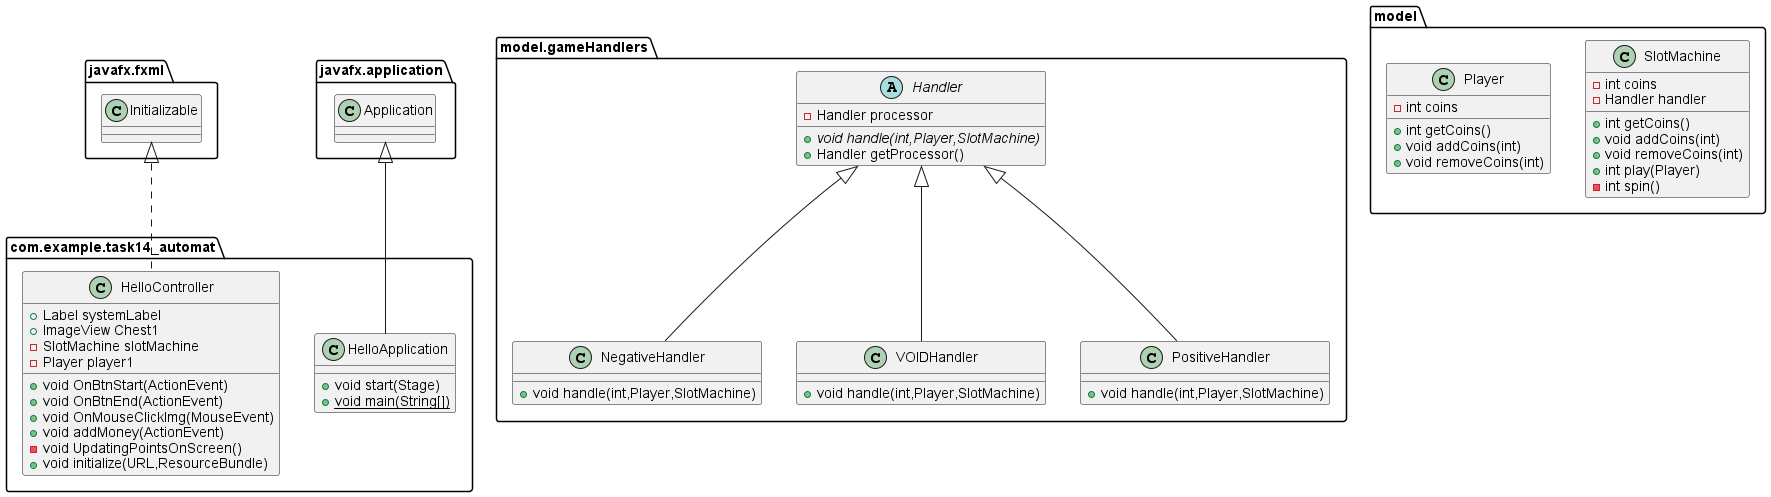 javafx.fxml
C Initializable
javafx.application
C Application
com.example.task14_automat
C HelloController
Label systemLabel
ImageView Chest1
SlotMachine slotMachine
Player player1
void OnBtnStart(ActionEvent)
void OnBtnEnd(ActionEvent)
void OnMouseClickImg(MouseEvent)
void addMoney(ActionEvent)
void UpdatingPointsOnScreen()
void initialize(URL,ResourceBundle)
C HelloApplication
void start(Stage)
void main(String[])
model.gameHandlers
A Handler
Handler processor
void handle(int,Player,SlotMachine)
Handler getProcessor()
C NegativeHandler
void handle(int,Player,SlotMachine)
C VOIDHandler
void handle(int,Player,SlotMachine)
C PositiveHandler
void handle(int,Player,SlotMachine)
model
C Player
int coins
int getCoins()
void addCoins(int)
void removeCoins(int)
C SlotMachine
int coins
Handler handler
int getCoins()
void addCoins(int)
void removeCoins(int)
int play(Player)
int spin()